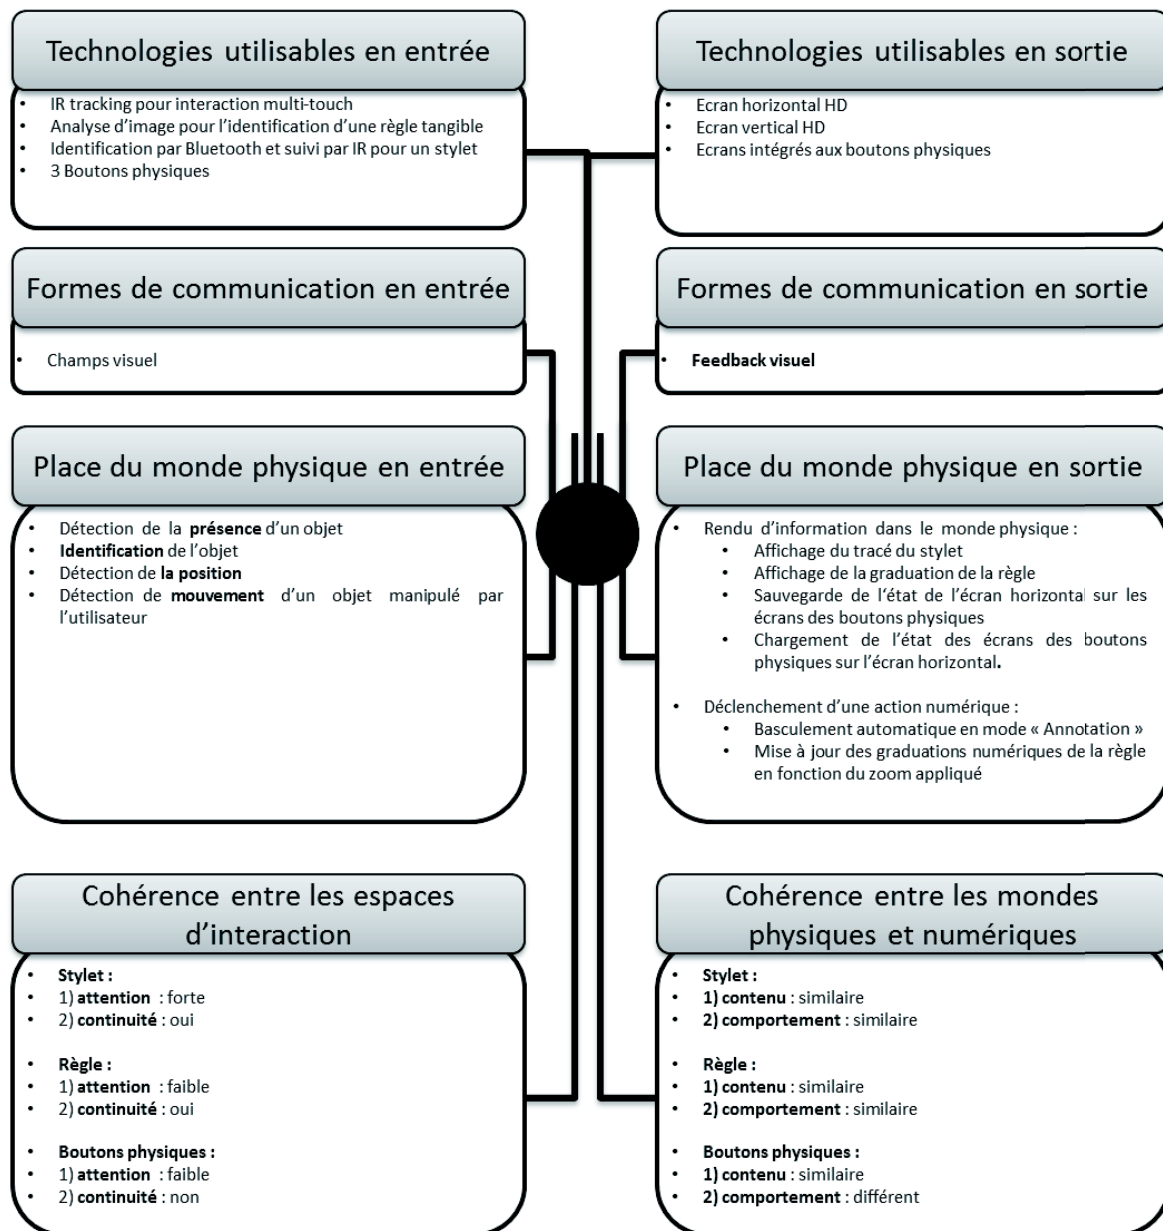 Technologies utilisables en entrée
• IR tracking pour interaction multi-touch
• Analyse d'image pour l'identification d'une règle tangible
• Identification par Bluetooth et suivi par IR pour un stylet
• 3 Boutons physiques
Technologies utilisables en sortie
• Ecran horizontal HD
• Ecran vertical HD
• Ecrans intégrés aux boutons physiques
Formes de communication en entrée
• Champs visuel
Formes de communication en sortie
• Feedback visuel
Place du monde physique en entrée
• Détection de la présence d'un objet
• Identification de l'objet
• Détection de la position
• Détection de mouvement d'un objet manipulé par
l'utilisateur
Place du monde physique en sortie
• Rendu d'information dans le monde physique :
• Affichage du tracé du stylet
• Affichage de la graduation de la règle
• Sauvegarde de l'état de l'écran horizontal sur les
écrans des boutons physiques
• Chargement de l'état des écrans des boutons
physiques sur l'écran horizontal.
• Déclenchement d'une action numérique :
• Basculement automatique en mode « Annotation »
• Mise à jour des graduations numériques de la règle
en fonction du zoom appliqué
Cohérence entre les espaces
d'interaction
• Stylet :
• 1) attention : forte
• 2) continuité : oui
• Règle :
• 1) attention : faible
• 2) continuité : oui
• Boutons physiques :
• 1) attention : faible
• 2) continuité : non
Cohérence entre les mondes
physiques et numériques
• Stylet :
• 1) contenu : similaire
• 2) comportement : similaire
• Règle :
• 1) contenu : similaire
• 2) comportement : similaire
• Boutons physiques :
• 1) contenu : similaire
• 2) comportement : différent